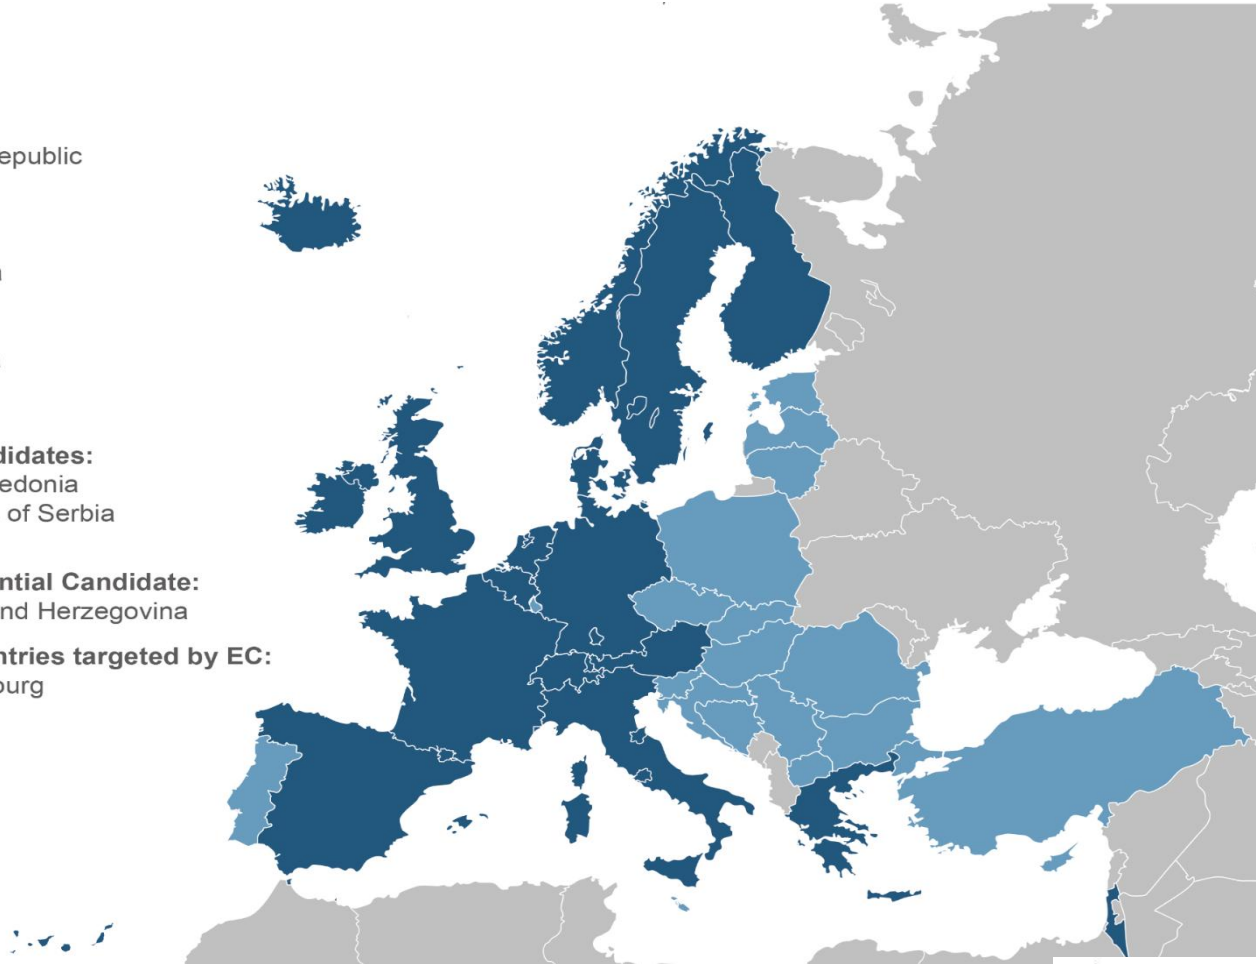 epublic
a
didates:
edonia
of Serbia
ntial Candidate:
nd Herzegovina
ntries targeted by EC:
ourg